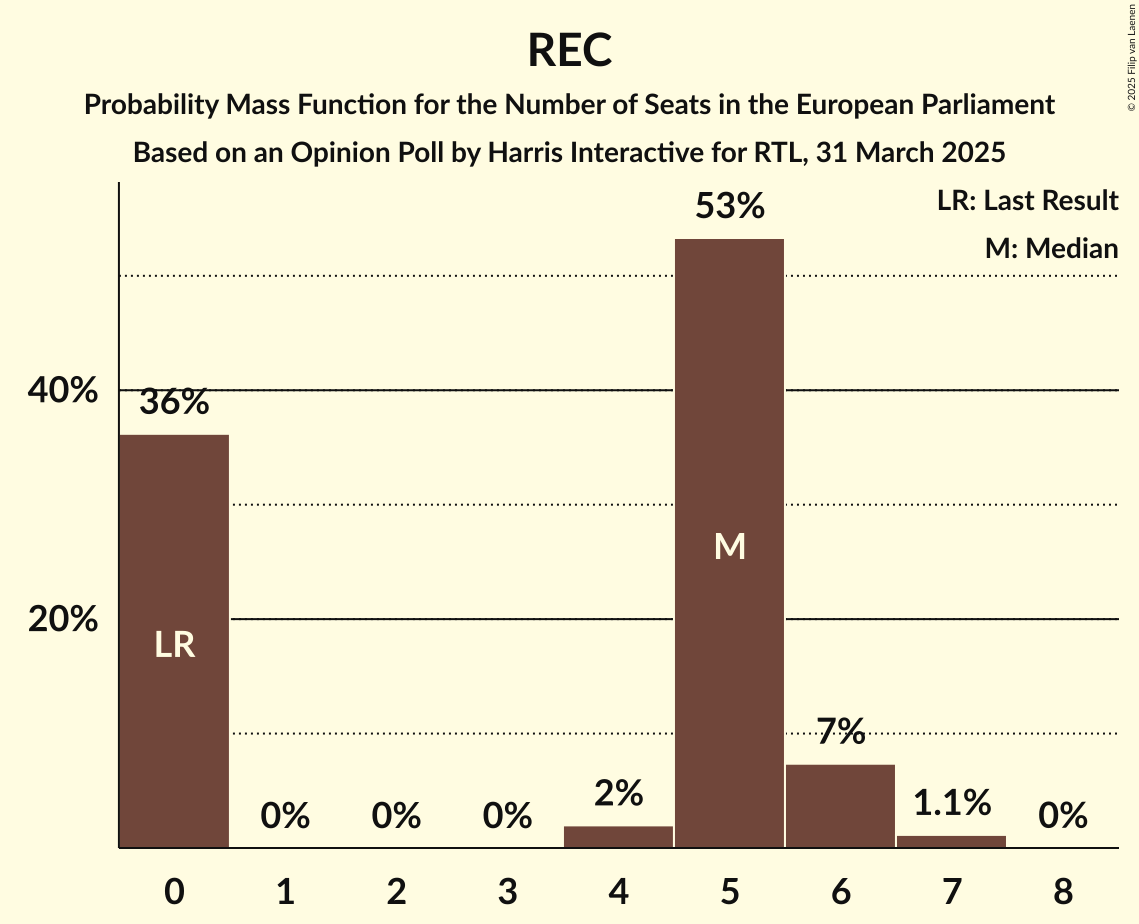 REC
Probability Mass Function for the Number of Seats in the European Parliament
Based on an Opinion Poll by Harris Interactive for RTL, 31 March 2025
© 2025 Filip van Laenen
LR: Last Result
M: Median
53%
40%
36%
M
20%
LR
7%
2%
1.1%
0%
0%
0%
0%
0 1 2 3 4 5 6 7 8